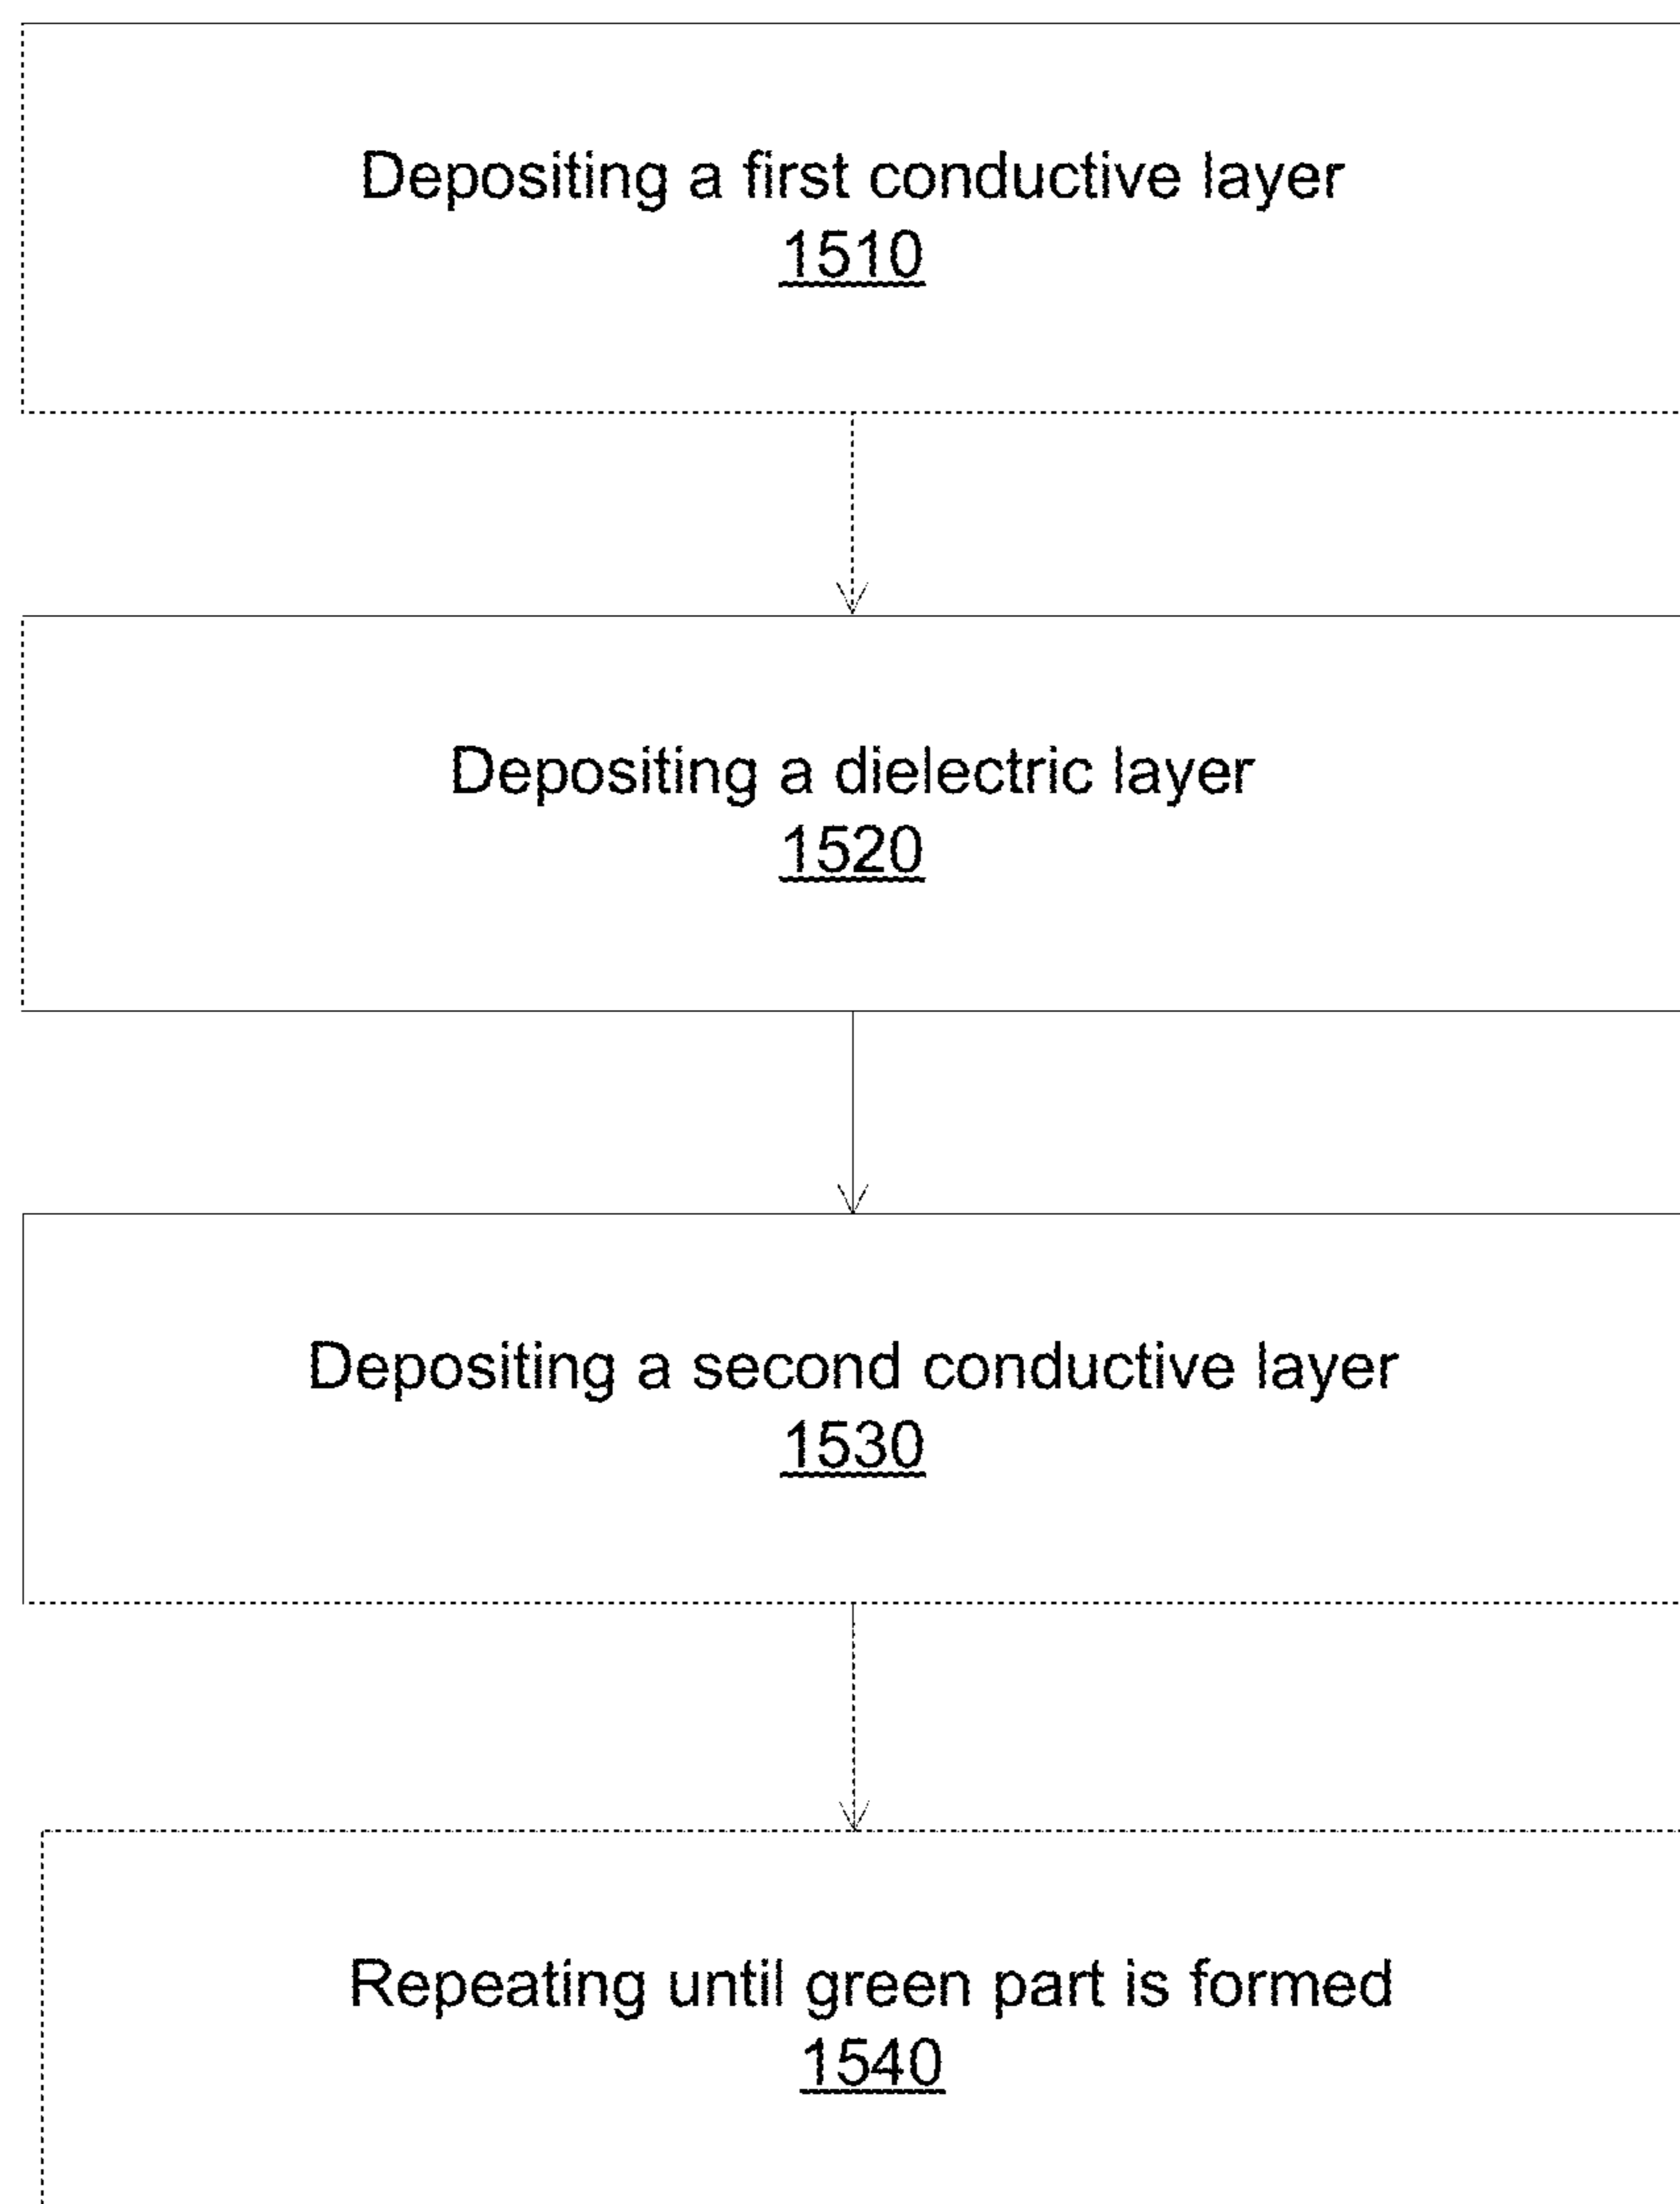 Depositing a first conductive layer
1510
Depositing a dielectric layer
1520
Depositing a second conductive layer
1530
Repeating until green part is formed
1540